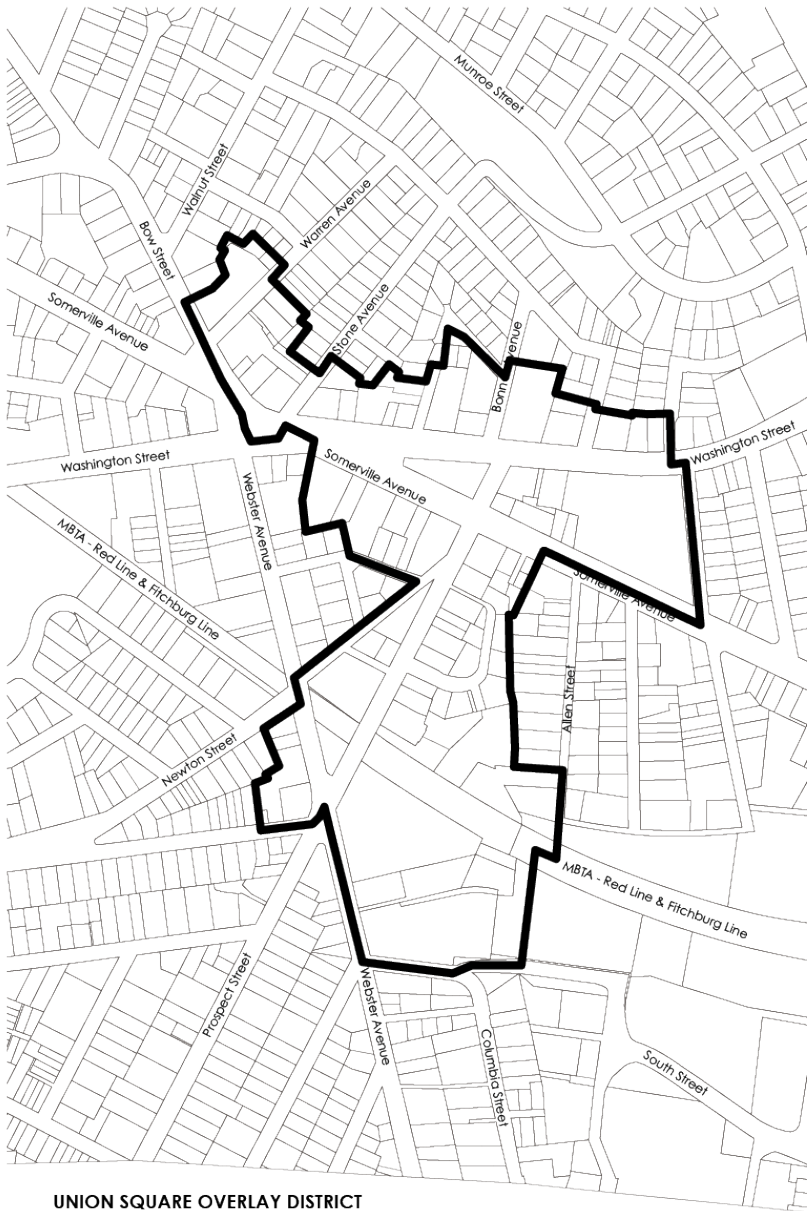 Munroe Street
Walnut Street
Warren Avenue
Bow Street
Somerville Avenue
Stone Avenue
Bonn
venue
Washington Street
Washington Street
Somerville Avenue
Webster Avenue
MBTA - Red Line & Fitchburg Line
Somerville Avenue
Allen Street
Newton Street
MBTA - Red Line & Fitchburg Line
Prospect Street
Webster Avenue
Columbia Street
South Street
UNION SQUARE OVERLAY DISTRICT